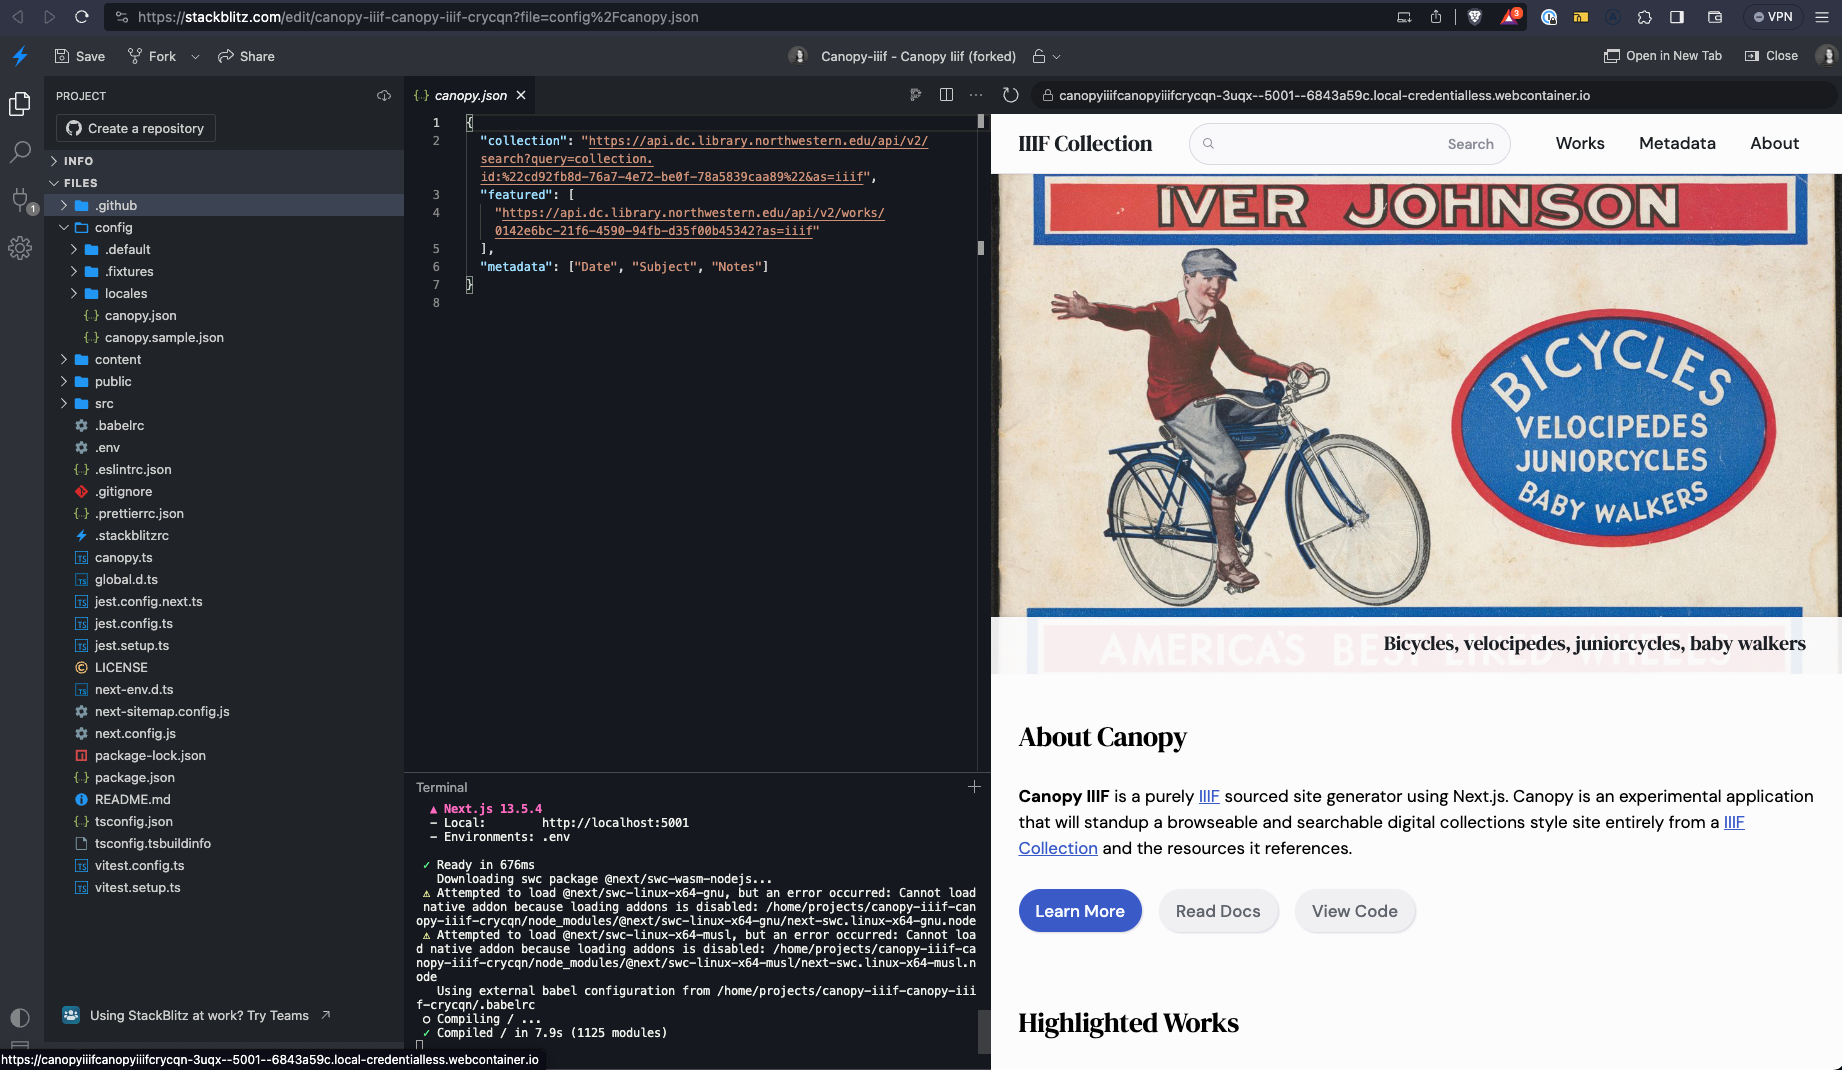 https://stackblitz.com/edit/canopy-iiif-canopy-iiif-crycqn?file=config%2Fcanopy.json
3
VPN
Save
Fork
Share
Canopy-iiif - Canopy Iiif (forked)
Open in New Tab
Close
PROJECT
Create a repository
INFO
FILES
.github
config
.default
.fixtures
locales
canopy.json
canopy.sample.json
content
public
src
.babelrc
.env
.eslintrc.json
.gitignore
.prettierrc.json
.stackblitzrc
canopy.ts
global.d.ts
jest.config.next.ts
jest.config.ts
jest.setup.ts
LICENSE
next-env.d.ts
next-sitemap.config.js
next.config.js
package-lock.json
package.json
README.md
tsconfig.json
tsconfig.tsbuildinfo
vitest.config.ts
vitest.setup.ts
Using StackBlitz at work? Try Teams
https://canopyiiifcanopyiiifcrycqn-3uqx--5001--6843a59c.local-credentialless.webcontainer.io
1
canopy.json
1 {
2 "collection": "https://api.dc.library.northwestern.edu/api/v2/
search?query=collection.
id:%22cd92fb8d-76a7-4e72-be0f-78a5839caa89%22&as=iiif",
3 "featured": [
4 "https://api.dc.library.northwestern.edu/api/v2/works/
0142e6bc-21f6-4590-94fb-d35f00b45342?as=iiif"
5 ],
6 "metadata": ["Date", "Subject", "Notes"]
7 }
8
Terminal
▲ Next.js 13.5.4
- Local: http://localhost:5001
- Environments: .env
✓ Ready in 676ms
Downloading swc package @next/swc-wasm-nodejs...
⚠ Attempted to load @next/swc-linux-x64-gnu, but an error occurred: Cannot load
native addon because loading addons is disabled: /home/projects/canopy-iiif-can
opy-iiif-crycqn/node_modules/@next/swc-linux-x64-gnu/next-swc.linux-x64-gnu.node
⚠ Attempted to load @next/swc-linux-x64-musl, but an error occurred: Cannot loa
d native addon because loading addons is disabled: /home/projects/canopy-iiif-ca
nopy-iiif-crycqn/node_modules/@next/swc-linux-x64-musl/next-swc.linux-x64-musl.n
ode
Using external babel configuration from /home/projects/canopy-iiif-canopy-iii
f-crycqn/.babelrc
○ Compiling / ...
✓ Compiled / in 7.9s (1125 modules)
canopyiiifcanopyiiifcrycqn-3uqx--5001--6843a59c.local-credentialless.webcontainer.io
IIIF Collection
Search
Works
Metadata
About
IVER JOHNSON
BICYCLES
VELOCIPEDES
JUNIORCYCLES
BABY WALKERS
AMERICA'S BEST LIKED WHEELS
Bicycles, velocipedes, juniorcycles, baby walkers
About Canopy
Canopy IIIF is a purely IIIF sourced site generator using Next.js. Canopy is an experimental application
that will standup a browseable and searchable digital collections style site entirely from a IIIF
Collection and the resources it references.
Learn More
Read Docs
View Code
Highlighted Works